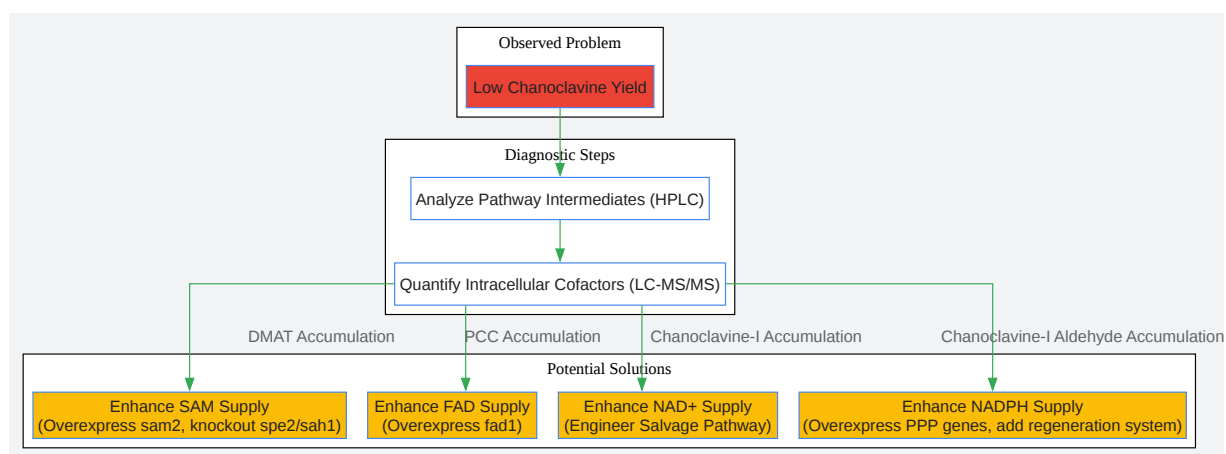 Observed Problem
Low Chanoclavine Yield
Diagnostic Steps
Analyze Pathway Intermediates (HPLC)
Quantify Intracellular Cofactors (LC-MS/MS)
DMAT Accumulation
PCC Accumulation
Chanoclavine-I Accumulation
Chanoclavine-I Aldehyde Accumulation
Potential Solutions
Enhance SAM Supply
(Overexpress sam2, knockout spe2/sah1)
Enhance FAD Supply
(Overexpress fad1)
Enhance NAD+ Supply
(Engineer Salvage Pathway)
Enhance NADPH Supply
(Overexpress PPP genes, add regeneration system)